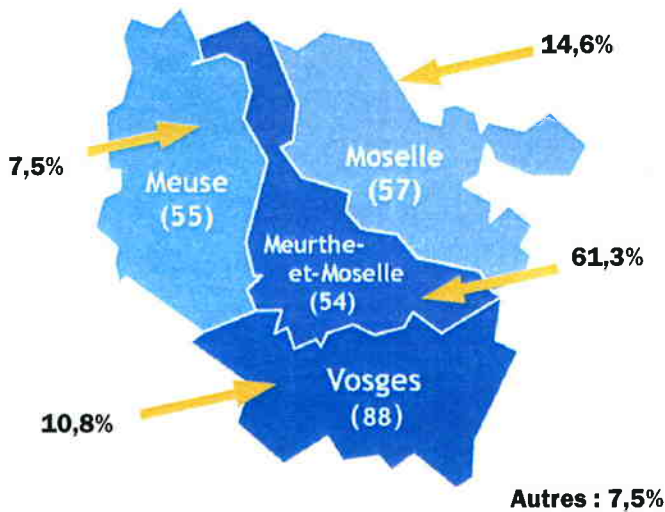 14,6%
7,5%
Moselle
(57)
Meuse
(55)
Meurthe-
et-Moselle
(54)
61,3%
Vosges
(88)
10,8%
Autres : 7,5%